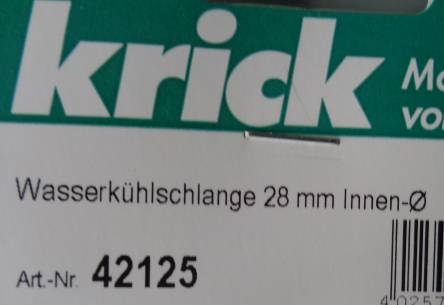 krick
Wasserkühlschlange 28 mm Innen-Ø
Art.-Nr. 42125